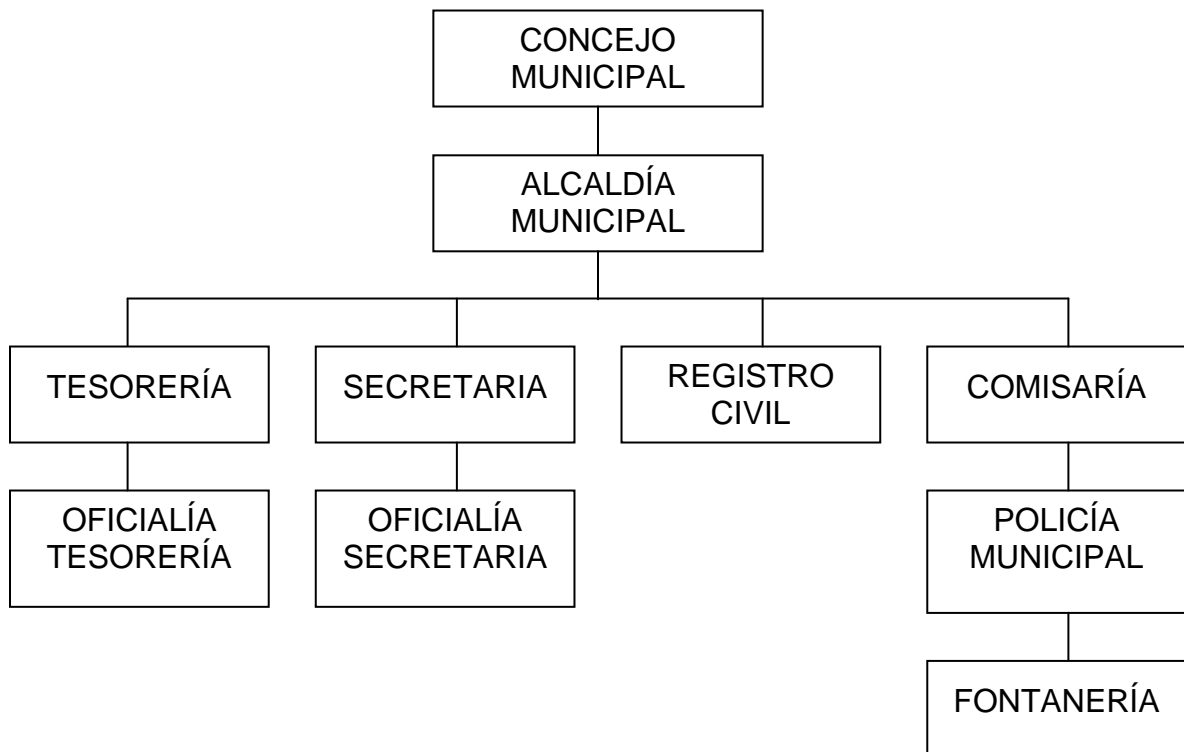 CONCEJO
MUNICIPAL
ALCALDÍA
MUNICIPAL
TESORERÍA
SECRETARIA
REGISTRO
CIVIL
COMISARÍA
OFICIALÍA
TESORERÍA
OFICIALÍA
SECRETARIA
POLICÍA
MUNICIPAL
FONTANERÍA